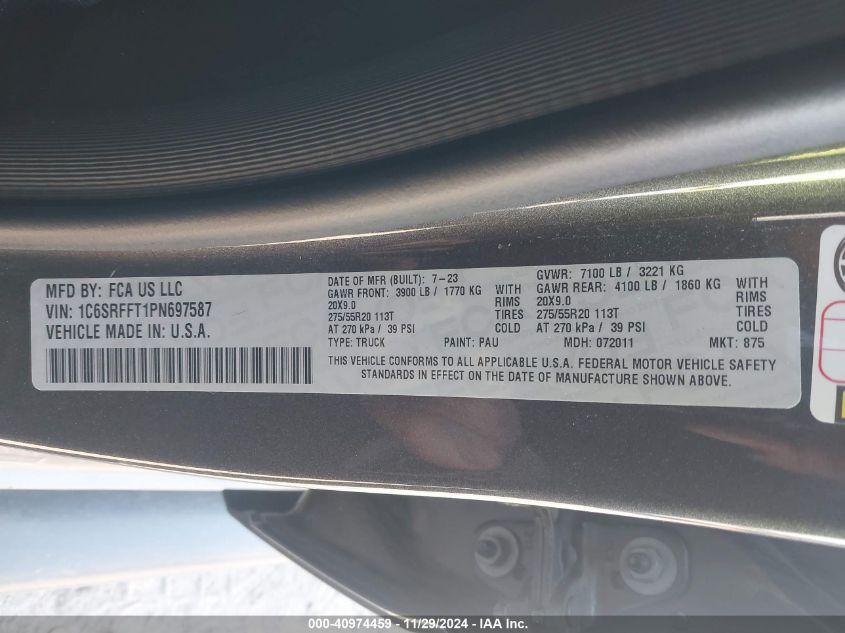 MFD BY: FCA US LLC
VIN: 1C6SRFFT1PN697587
VEHICLE MADE IN: U.S.A.
DATE OF MFR (BUILT): 7-23
GAWR FRONT: 3900 LB / 1770 KG WITH
20X9.0 RIMS
275/55R20 113T TIRES
AT 270 kPa / 39 PSI COLD
TYPE: TRUCK PAINT: PAU
GVWR: 7100 LB / 3221 KG
GAWR REAR: 4100 LB / 1860 KG WITH
20X9.0 RIMS
275/55R20 113T TIRES
AT 270 kPa / 39 PSI COLD
MDH: 072011 MKT: 875
THIS VEHICLE CONFORMS TO ALL APPLICABLE U.S.A. FEDERAL MOTOR VEHICLE SAFETY
STANDARDS IN EFFECT ON THE DATE OF MANUFACTURE SHOWN ABOVE.
000-40974459 - 11/29/2024 - IAA Inc.